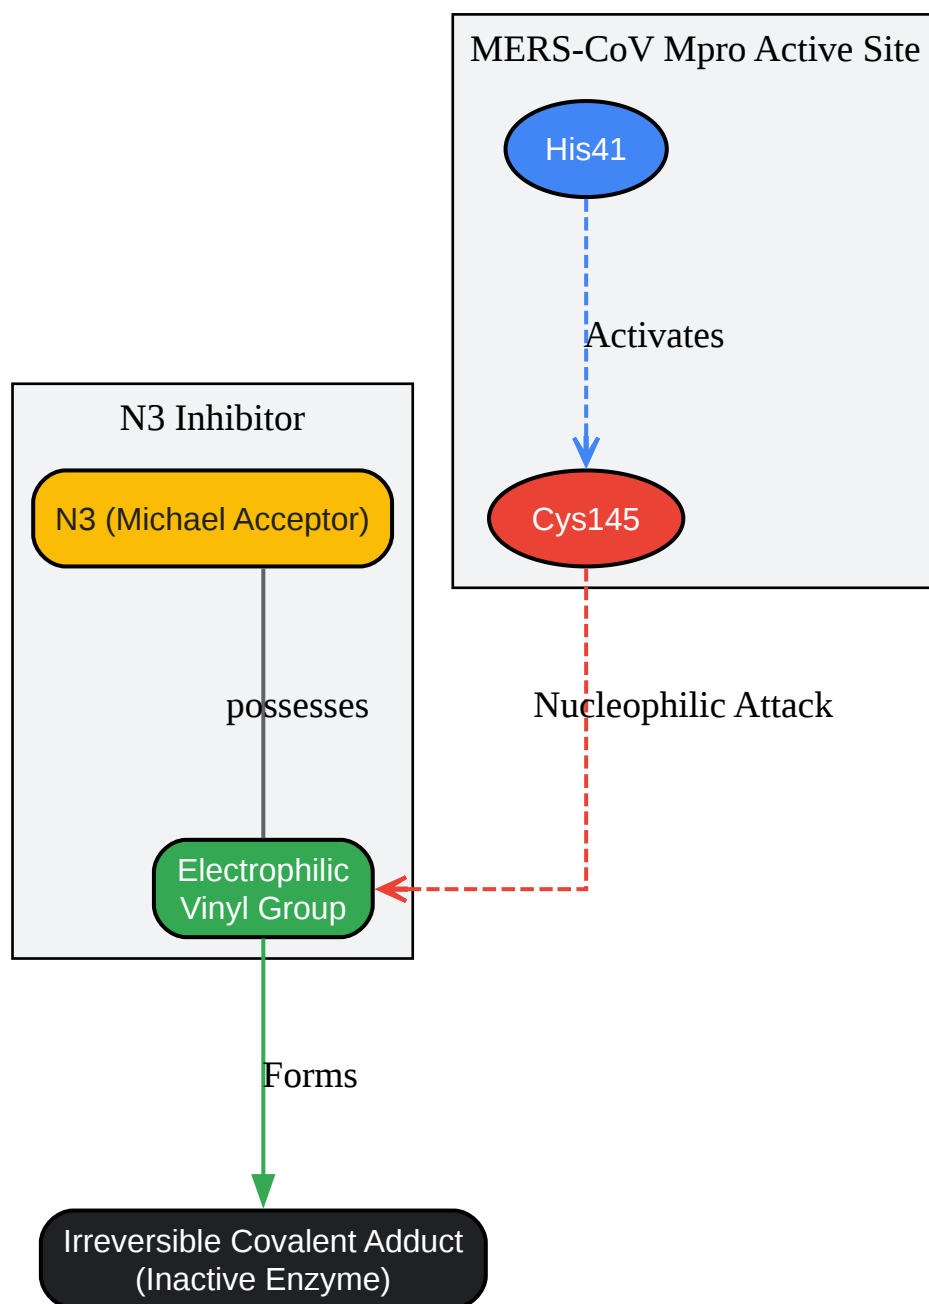 MERS-CoV Mpro Active Site
His41
Activates
N3 Inhibitor
N3 (Michael Acceptor)
Cys145
possesses
Nucleophilic Attack
Electrophilic
Vinyl Group
Forms
Irreversible Covalent Adduct
(Inactive Enzyme)